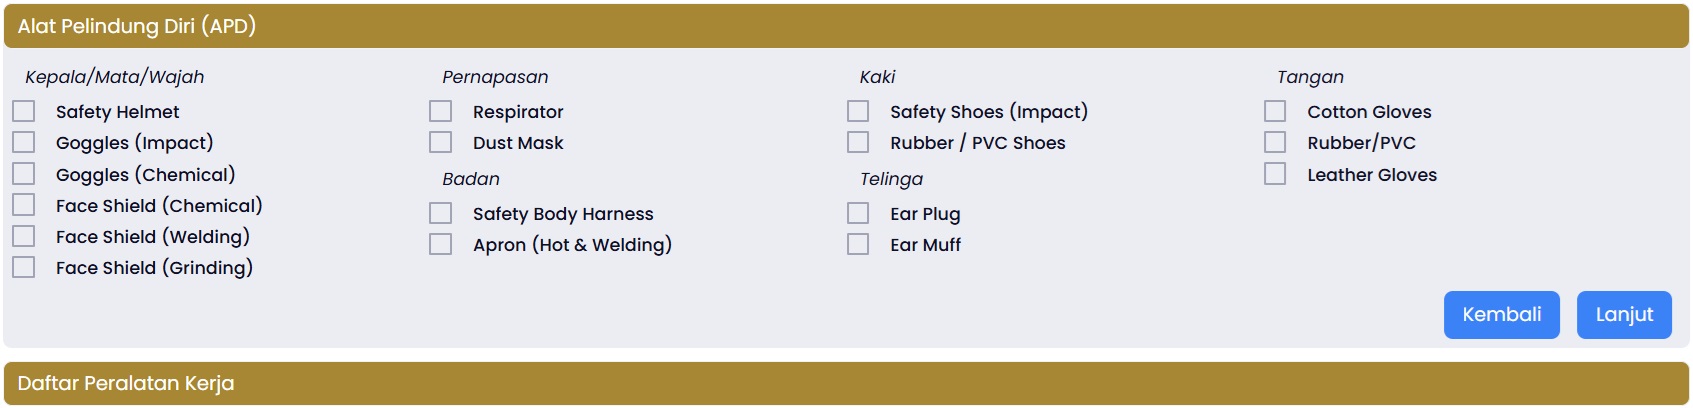 Alat Pelindung Diri (APD)
Kepala/Mata/Wajah
Safety Helmet
Goggles (Impact)
Goggles (Chemical)
Face Shield (Chemical)
Face Shield (Welding)
Face Shield (Grinding)
Pernapasan
Respirator
Dust Mask
Badan
Safety Body Harness
Apron (Hot & Welding)
Kaki
Safety Shoes (Impact)
Rubber / PVC Shoes
Telinga
Ear Plug
Ear Muff
Tangan
Cotton Gloves
Rubber/PVC
Leather Gloves
Kembali
Lanjut
Daftar Peralatan Kerja